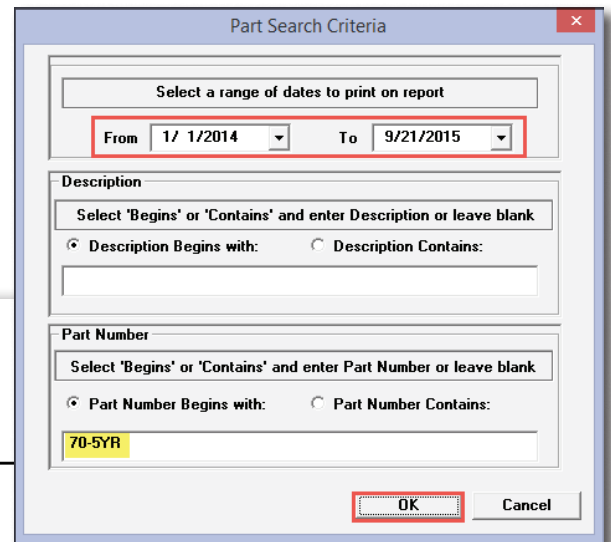 Part Search Criteria
Select a range of dates to print on report
From 1/ 1/2014 To 9/21/2015
Description
Select 'Begins' or 'Contains' and enter Description or leave blank
Description Begins with: Description Contains:
Part Number
Select 'Begins' or 'Contains' and enter Part Number or leave blank
Part Number Begins with: Part Number Contains:
70-5YR
OK Cancel